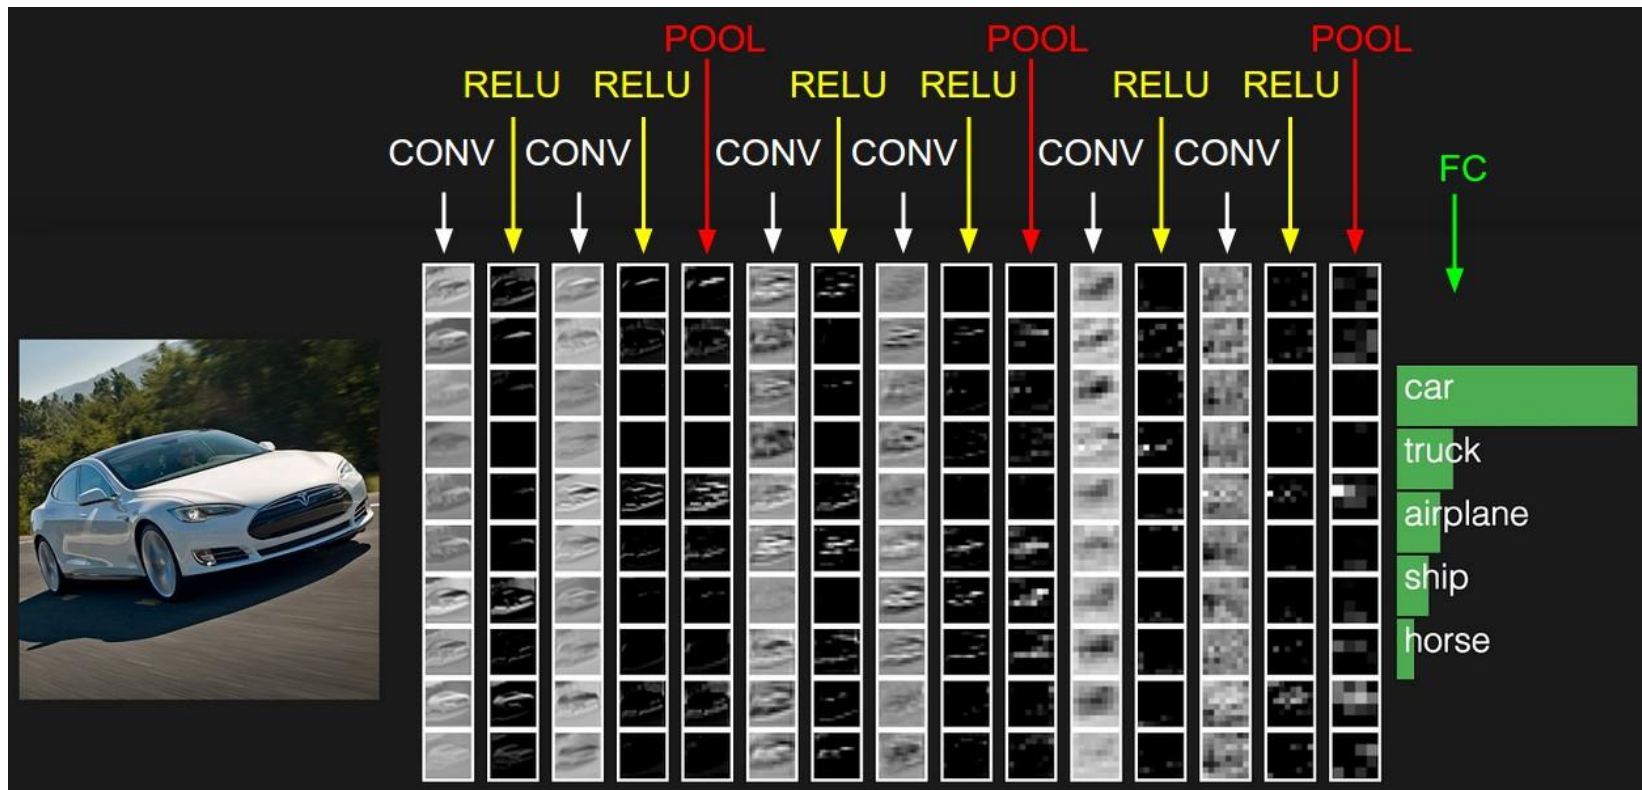 POOL POOL POOL
RELU RELU RELU RELU RELU RELU
CONV CONV CONV CONV CONV CONV
FC
car
truck
airplane
ship
horse